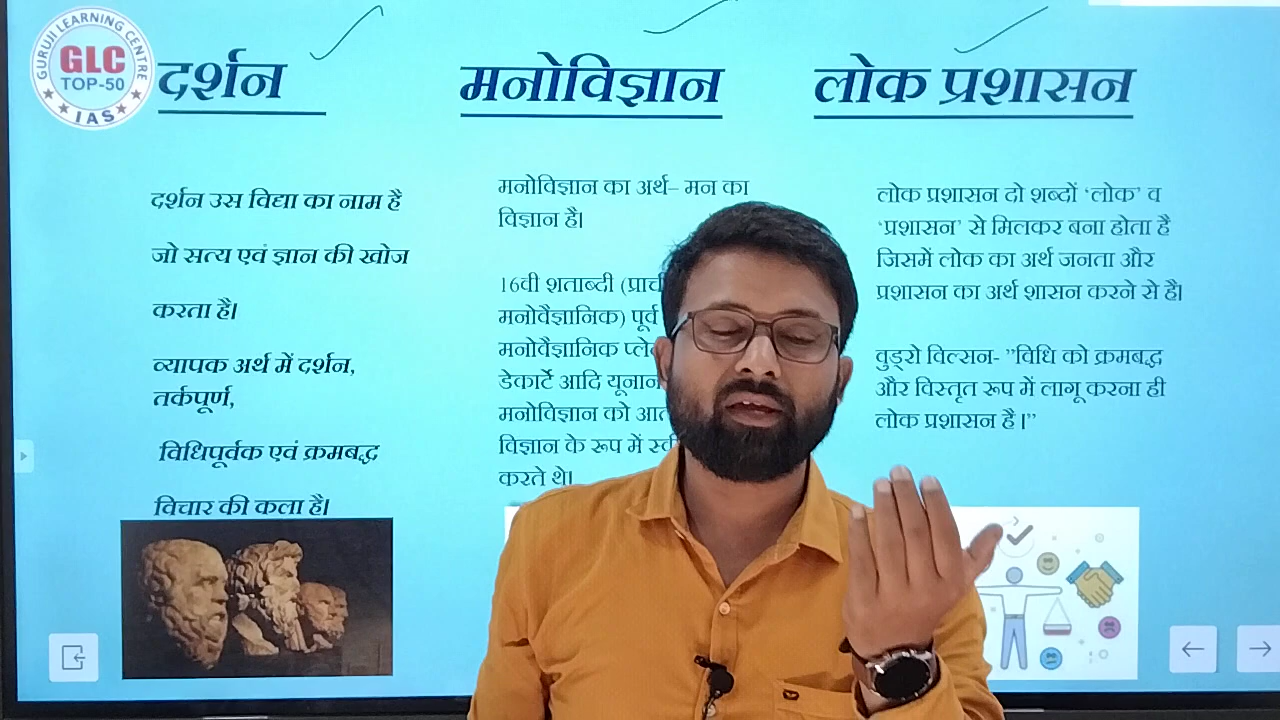 GURUJI LEARNING CENTRE
GLC
TOP-50
IAS
दर्शन
दर्शन उस विद्या का नाम है
जो सत्य एवं ज्ञान की खोज
करता है।
व्यापक अर्थ में दर्शन,
तर्कपूर्ण,
विधिपूर्वक एवं क्रमबद्ध
विचार की कला है।
मनोविज्ञान
मनोविज्ञान का अर्थ– मन का
विज्ञान है।
16वी शताब्दी
मनोवैज्ञानिक) पूर्व
मनोवैज्ञानिक
डेकार्टे आदि
मनोविज्ञान को
विज्ञान के रूप में
करते थे।
लोक प्रशासन
लोक प्रशासन दो शब्दों ‘लोक’ व
‘प्रशासन’ से मिलकर बना होता है
जिसमें लोक का अर्थ जनता और
प्रशासन का अर्थ शासन करने से है।
वुड्रो विल्सन- ”विधि को क्रमबद्ध
और विस्तृत रूप में लागू करना ही
लोक प्रशासन है।”